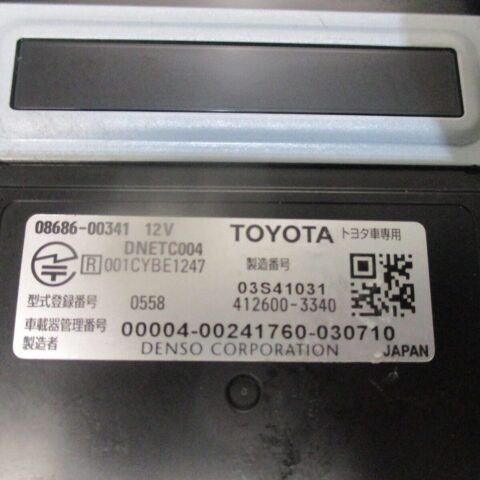 08686-00341 12V TOYOTA トヨタ車専用
DNETC004
R 001CYBE1247 製造番号
03S41031
型式登録番号 0558 412600-3340
車載器管理番号 00004-00241760-030710
製造者 DENSO CORPORATION JAPAN